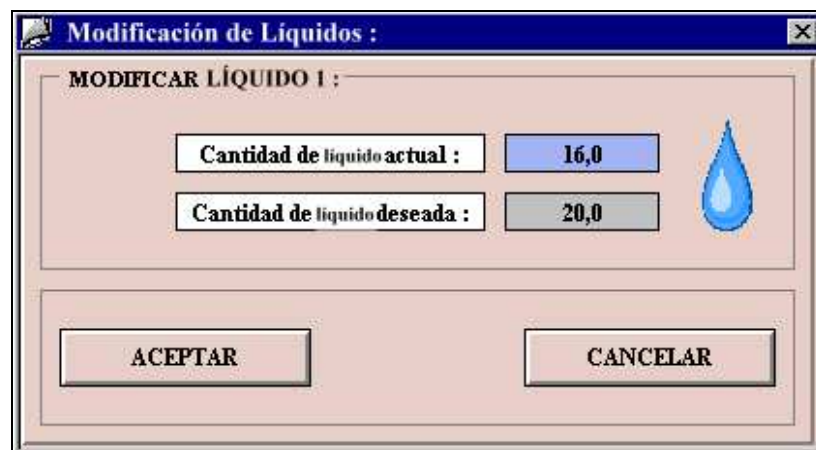 Modificación de Líquidos :
MODIFICAR LÍQUIDO 1 :
Cantidad de líquido actual : 16,0
Cantidad de líquido deseada : 20,0
ACEPTAR CANCELAR